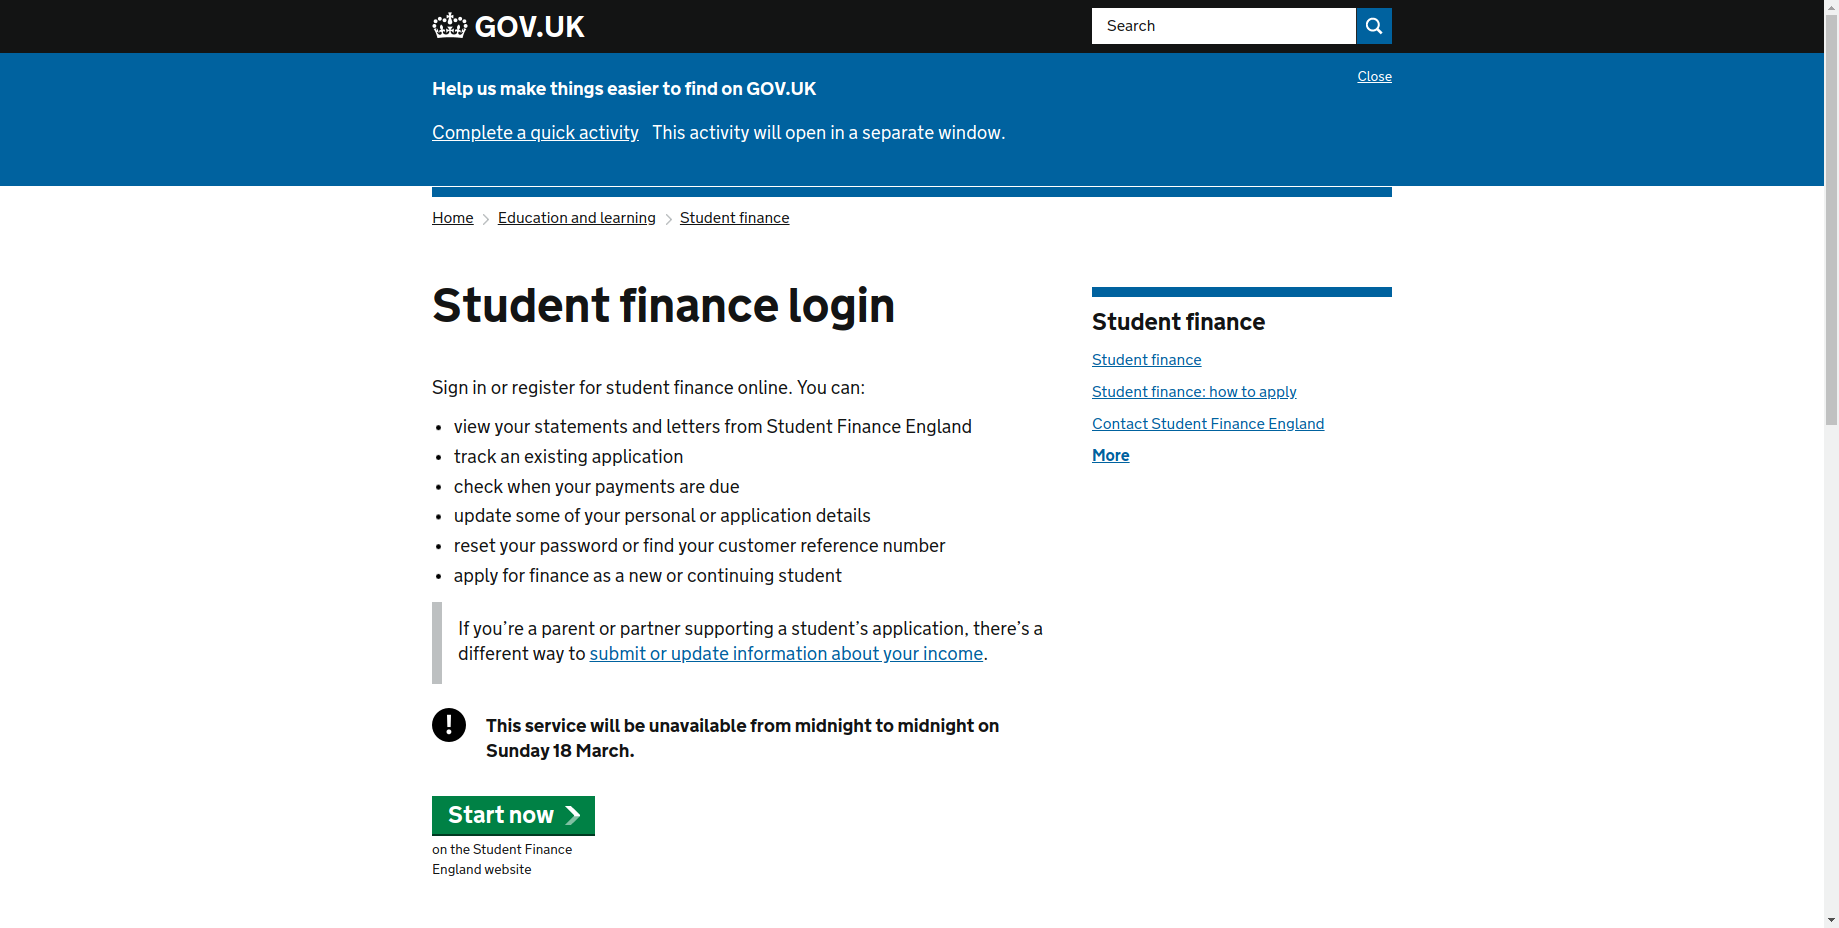 GOV.UK
Search
Help us make things easier to find on GOV.UK
Close
Complete a quick activity This activity will open in a separate window.
Home
Education and learning
Student finance
Student finance login
Sign in or register for student finance online. You can:
• view your statements and letters from Student Finance England
• track an existing application
• check when your payments are due
• update some of your personal or application details
• reset your password or find your customer reference number
• apply for finance as a new or continuing student
If you’re a parent or partner supporting a student’s application, there’s a
different way to submit or update information about your income.
! This service will be unavailable from midnight to midnight on
Sunday 18 March.
Start now
on the Student Finance
England website
Student finance
Student finance
Student finance: how to apply
Contact Student Finance England
More